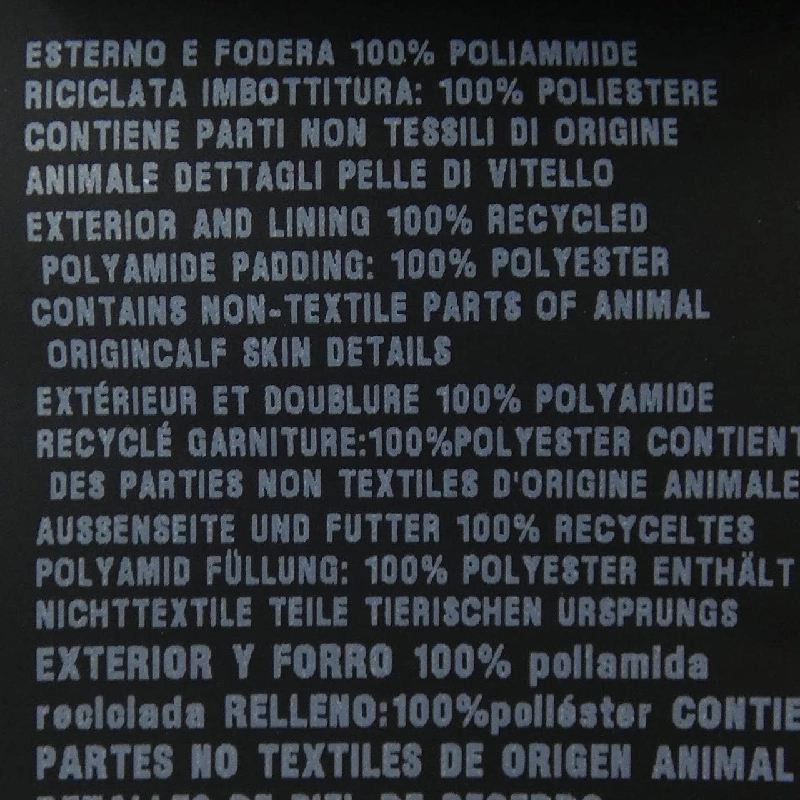 ESTERNO E FODERA 100% POLIAMMIDE
RICICLATA IMBOTTITURA: 100% POLIESTERE
CONTIENE PARTI NON TESSILI DI ORIGINE
ANIMALE DETTAGLI PELLE DI VITELLO
EXTERIOR AND LINING 100% RECYCLED
POLYAMIDE PADDING: 100% POLYESTER
CONTAINS NON-TEXTILE PARTS OF ANIMAL
ORIGINCALF SKIN DETAILS
EXTÉRIEUR ET DOUBLURE 100% POLYAMIDE
RECYCLÉ GARNITURE:100%POLYESTER CONTIENT
DES PARTIES NON TEXTILES D'ORIGINE ANIMALE
AUSSENSEITE UND FUTTER 100% RECYCELTES
POLYAMID FÜLLUNG: 100% POLYESTER ENTHÄLT
NICHTTEXTILE TEILE TIERISCHEN URSPRUNGS
EXTERIOR Y FORRO 100% poliamida
reciclada RELLENO:100%poliéster CONTIE
PARTES NO TEXTILES DE ORIGEN ANIMAL